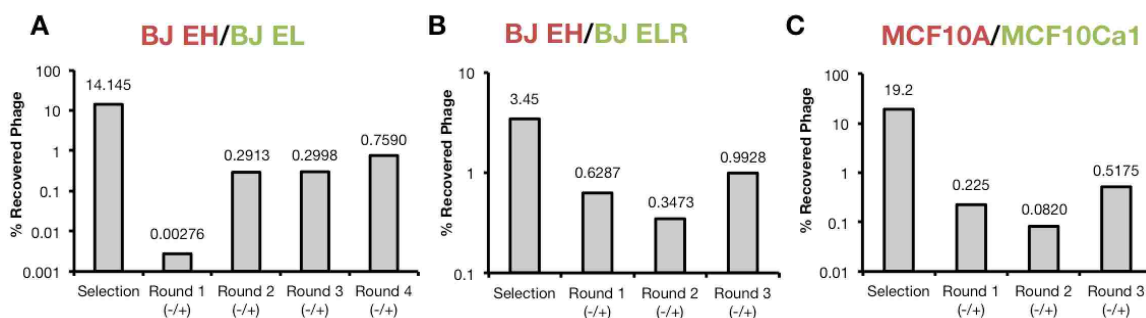 A
BJ EH/BJ EL
% Recovered Phage
100
10
1
0.1
0.01
0.001
14.145
0.00276
0.2913
0.2998
0.7590
Selection Round 1 Round 2 Round 3 Round 4
(-/+) (-/+) (-/+) (-/+)
B
BJ EH/BJ ELR
% Recovered Phage
10
1
0.1
3.45
0.6287
0.3473
0.9928
Selection Round 1 Round 2 Round 3
(-/+) (-/+) (-/+)
C
MCF10A/MCF10Ca1
% Recovered Phage
100
10
1
0.1
0.01
19.2
0.225
0.0820
0.5175
Selection Round 1 Round 2 Round 3
(-/+) (-/+) (-/+)